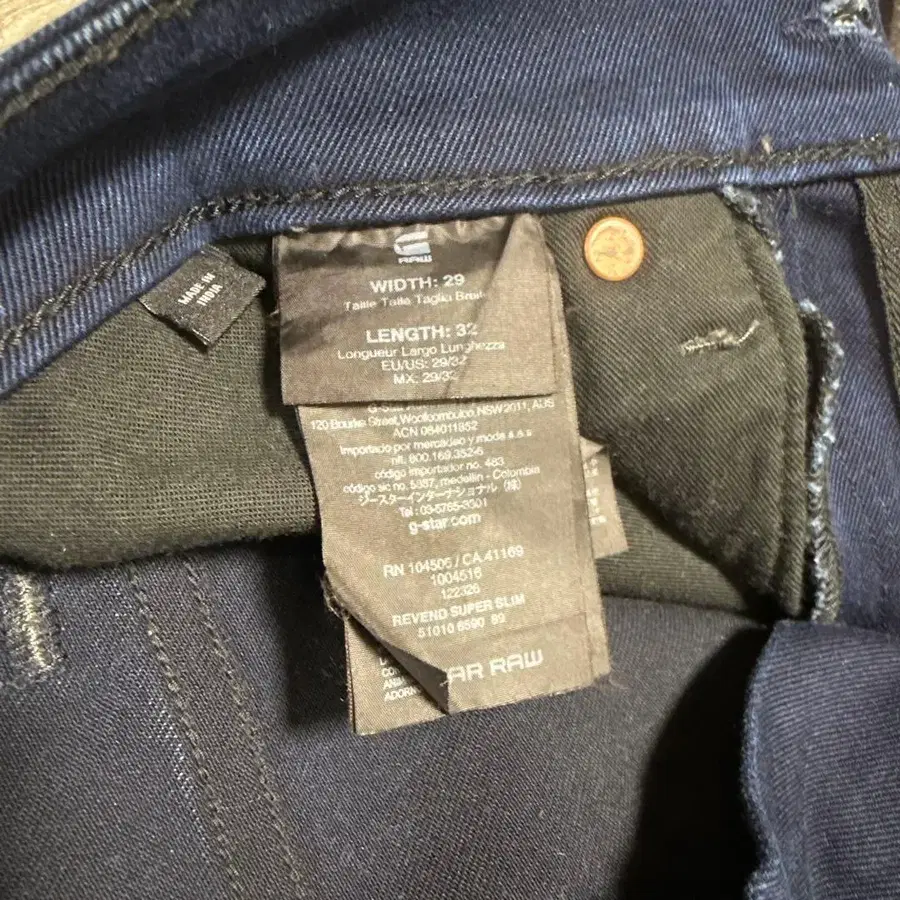 MADE IN
INDIA
RAW
WIDTH: 29
Taille Talla Taglia Breite
LENGTH: 32
Longueur Largo Lunghezza
EU/US: 29/32
MX: 29/32
120 Bourke Street, Woolloomooloo, NSW 2011, AUS
ACN 084011852
Importado por mercadeo y moda s.a.s
nit. 800.169.352-6
código importador no. 483
código sic no. 5387, medellin - Colombia
ジースターインターナショナル(株)
Tel: 03-5765-3301
g-star.com
RN 104506 / CA 41169
1004516
122326
REVEND SUPER SLIM
51010 6590 89
AR RAW
ADORN